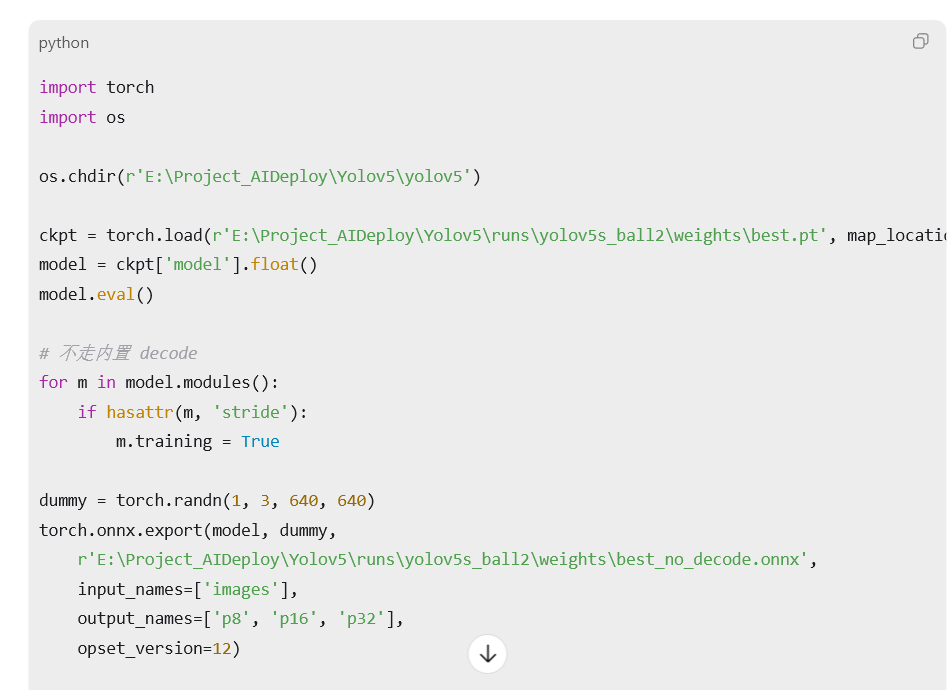 python
import torch
import os
os.chdir(r'E:\Project_AIDeploy\Yolov5\yolov5')
ckpt = torch.load(r'E:\Project_AIDeploy\Yolov5\runs\yolov5s_ball2\weights\best.pt', map_locatio
model = ckpt['model'].float()
model.eval()
# 不走内置 decode
for m in model.modules():
    if hasattr(m, 'stride'):
        m.training = True
dummy = torch.randn(1, 3, 640, 640)
torch.onnx.export(model, dummy,
    r'E:\Project_AIDeploy\Yolov5\runs\yolov5s_ball2\weights\best_no_decode.onnx',
    input_names=['images'],
    output_names=['p8', 'p16', 'p32'],
    opset_version=12)